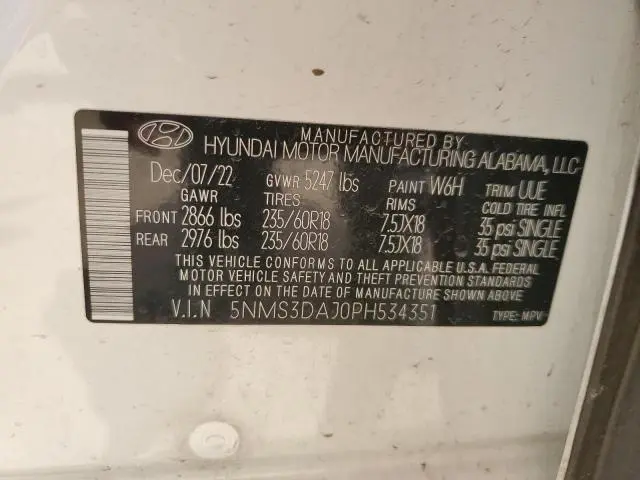 MANUFACTURED BY
HYUNDAI MOTOR MANUFACTURING ALABAMA, LLC
Dec/07/22 GVWR 5247 lbs PAINT W6H TRIM UUE
GAWR TIRES RIMS COLD TIRE INFL
FRONT 2866 lbs 235/60R18 7.5JX18 35 psi SINGLE
REAR 2976 lbs 235/60R18 7.5JX18 35 psi SINGLE
THIS VEHICLE CONFORMS TO ALL APPLICABLE U.S.A. FEDERAL
MOTOR VEHICLE SAFETY AND THEFT PREVENTION STANDARDS
IN EFFECT ON THE DATE OF MANUFACTURE SHOWN ABOVE
V.I.N 5NMS3DAJ0PH534351 TYPE: MPV